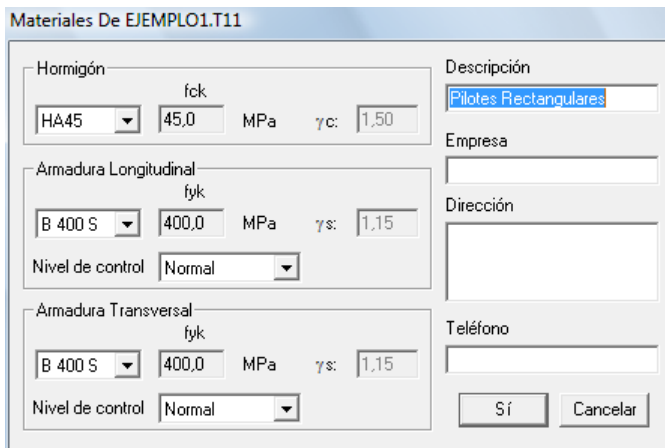 Materiales De EJEMPLO1.T11
Hormigón
fck
HA45 45,0 MPa γc: 1,50
Armadura Longitudinal
fyk
B 400 S 400,0 MPa γs: 1,15
Nivel de control Normal
Armadura Transversal
fyk
B 400 S 400,0 MPa γs: 1,15
Nivel de control Normal
Descripción
Pilotes Rectangulares
Empresa
Dirección
Teléfono
Sí Cancelar